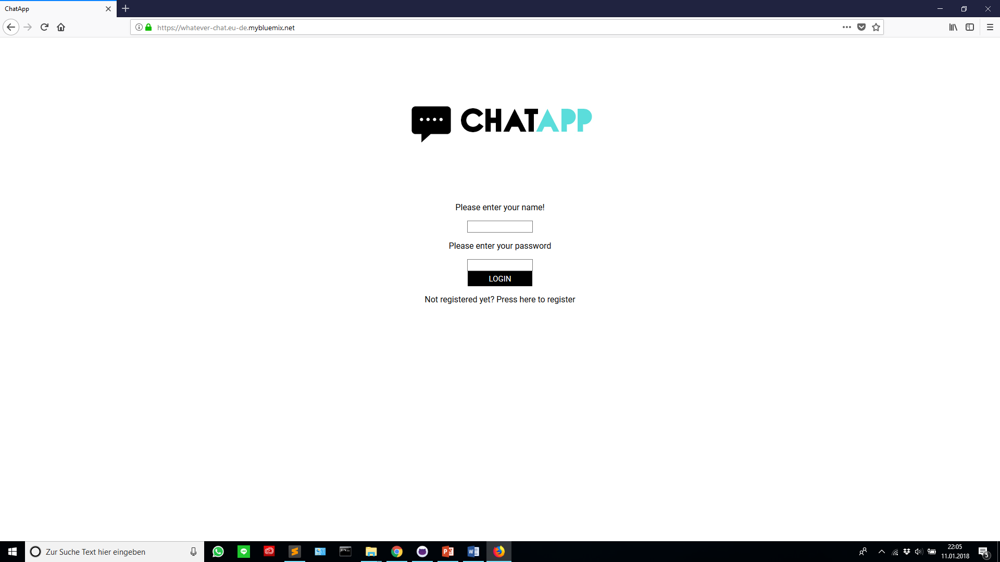 ChatApp
https://whatever-chat.eu-de.mybluemix.net
CHATAPP
Please enter your name!
Please enter your password
LOGIN
Not registered yet? Press here to register
Zur Suche Text hier eingeben
22:05
11.01.2018
5